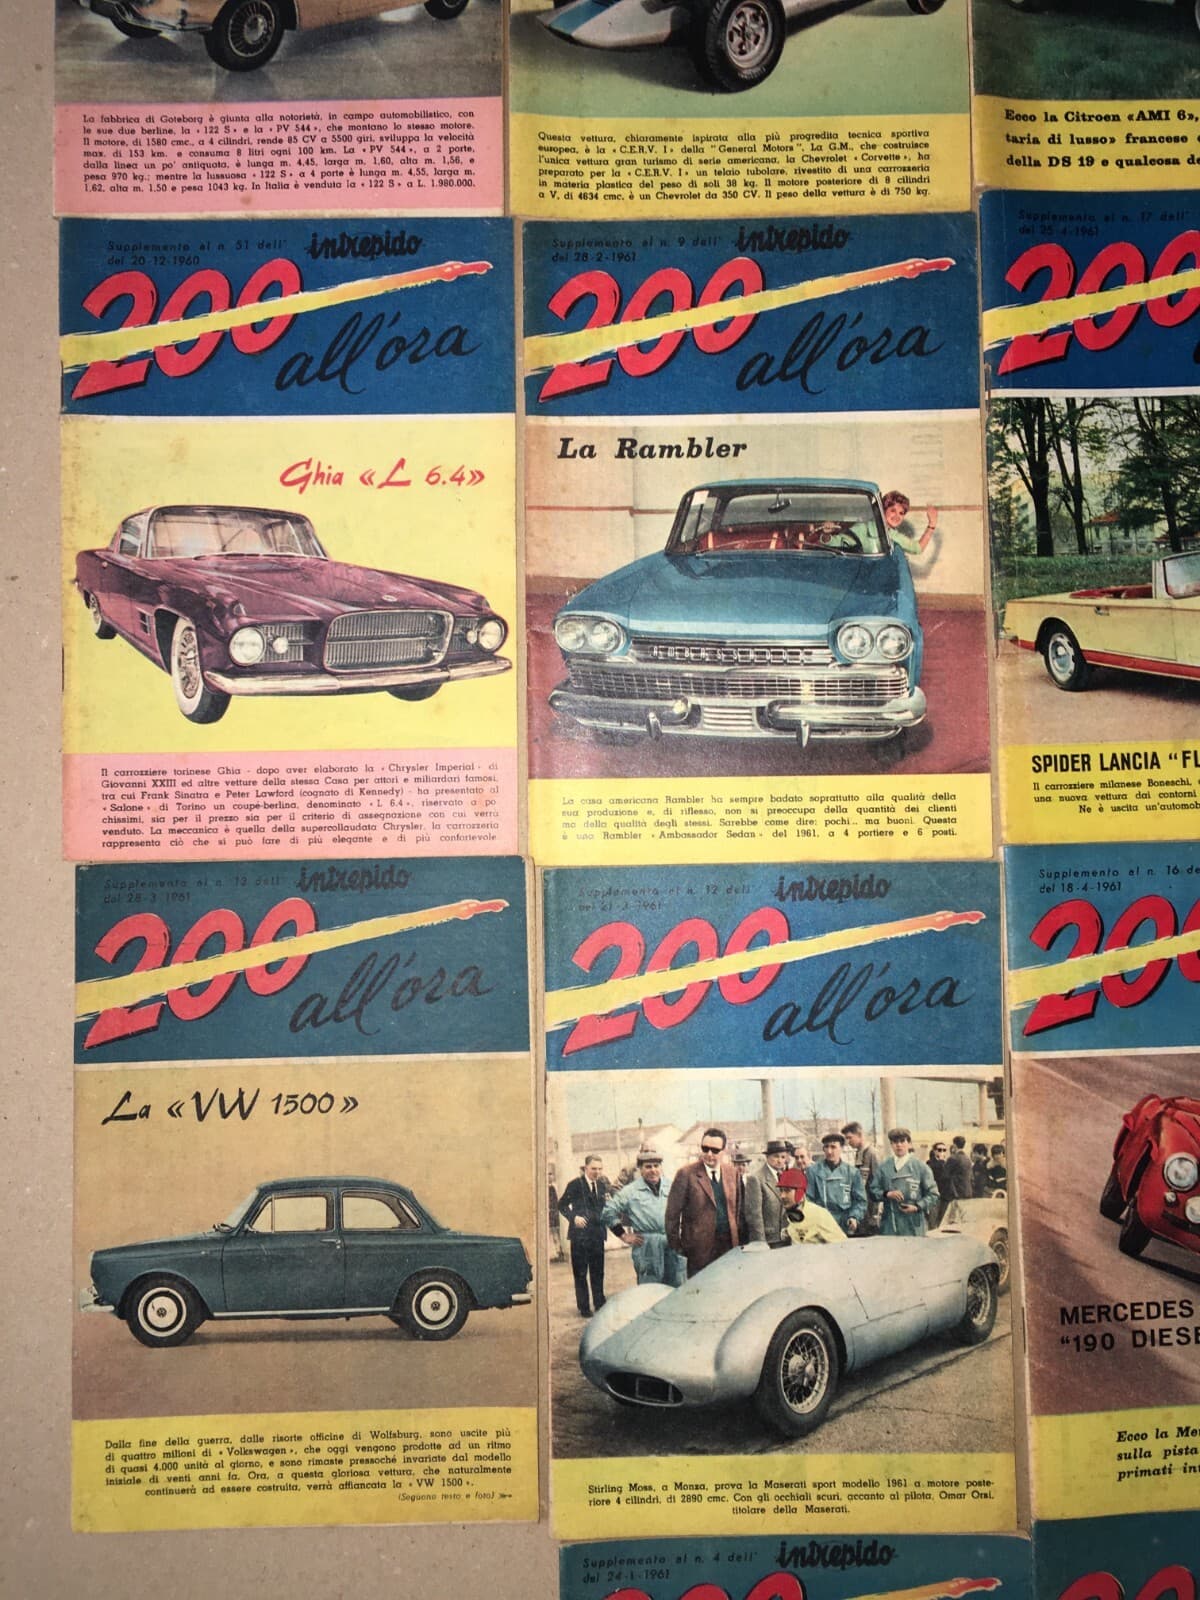 La fabbrica di Goteborg è giunta alla notorietà, in campo automobilistico, con
le sue due berline, la « 122 S » e la « PV 544 », che montano lo stesso motore.
Il motore, di 1580 cmc., a 4 cilindri, rende 85 CV a 5500 giri, sviluppa la velocità
max. di 153 km. e consuma 8 litri ogni 100 km. La « PV 544 », a 2 porte,
dalla linea un po' antiquata, è lunga m. 4,45, larga m. 1,60, alta m. 1,56, e
pesa 970 kg.; mentre la lussuosa « 122 S » a 4 porte è lunga m. 4,55, larga m.
1,62, alta m. 1,50 e pesa 1043 kg. In Italia è venduta la « 122 S » a L. 1.980.000.
Questa vettura, chiaramente ispirata alla più progredita tecnica sportiva
europea, è la « C.E.R.V. I » della "General Motors". La G.M., che costruisce
l'unica vettura gran turismo di serie americana, la Chevrolet « Corvette », ha
preparato per la « C.E.R.V. I » un telaio tubolare, rivestito di una carrozzeria
in materia plastica del peso di soli 38 kg. Il motore posteriore di 8 cilindri
a V, di 4634 cmc. è un Chevrolet da 350 CV. Il peso della vettura è di 750 kg.
Ecco la Citroen «AMI 6»,
taria di lusso» francese
della DS 19 e qualcosa de
Supplemento al n. 51 dell' intrepido
del 20-12-1960
200
all'ora
Ghia «L 6.4»
Il carrozziere torinese Ghia - dopo aver elaborato la « Chrysler Imperial » di
Giovanni XXIII ed altre vetture della stessa Casa per attori e miliardari famosi,
tra cui Frank Sinatra e Peter Lawford (cognato di Kennedy) - ha presentato al
« Salone » di Torino un coupé-berlina, denominato « L 6.4 », riservato a po
chissimi, sia per il prezzo sia per il criterio di assegnazione con cui verrà
venduto. La meccanica è quella della supercollaudata Chrysler, la carrozzeria
rappresenta ciò che si può fare di più elegante e di più confortevole
Supplemento al n. 9 dell' intrepido
del 28-2-1961
200
all'ora
La Rambler
AMBASSADOR
La casa americana Rambler ha sempre badato soprattutto alla qualità della
sua produzione e, di riflesso, non si preoccupa della quantità dei clienti
ma della qualità degli stessi. Sarebbe come dire: pochi... ma buoni. Questa
è una Rambler « Ambassador Sedan » del 1961, a 4 portiere e 6 posti.
Supplemento al n. 17 dell'
del 25-4-1961
200
SPIDER LANCIA "FL
Il carrozziere milanese Boneschi,
una nuova vettura dai contorni
Ne è uscita un'automob
Supplemento al n. 13 dell' intrepido
del 28-3-1961
200
all'ora
La «VW 1500»
Dalla fine della guerra, dalle risorte officine di Wolfsburg, sono uscite più
di quattro milioni di « Volkswagen », che oggi vengono prodotte ad un ritmo
di quasi 4.000 unità al giorno, e sono rimaste pressoché invariate dal modello
iniziale di venti anni fa. Ora, a questa gloriosa vettura, che naturalmente
continuerà ad essere costruita, verrà affiancata la « VW 1500 ».
(Seguono testo e foto)
Supplemento al n. 12 dell' intrepido
del 21-3-1961
200
all'ora
Stirling Moss, a Monza, prova la Maserati sport modello 1961 a motore poste-
riore 4 cilindri, di 2890 cmc. Con gli occhiali scuri, accanto al pilota, Omar Orsi,
titolare della Maserati.
Supplemento al n. 16 de
del 18-4-1961
200
MERCEDES
"190 DIESE
Ecco la Me
sulla pista
primati in
Supplemento al n. 4 dell' intrepido
del 24-1-1961
200